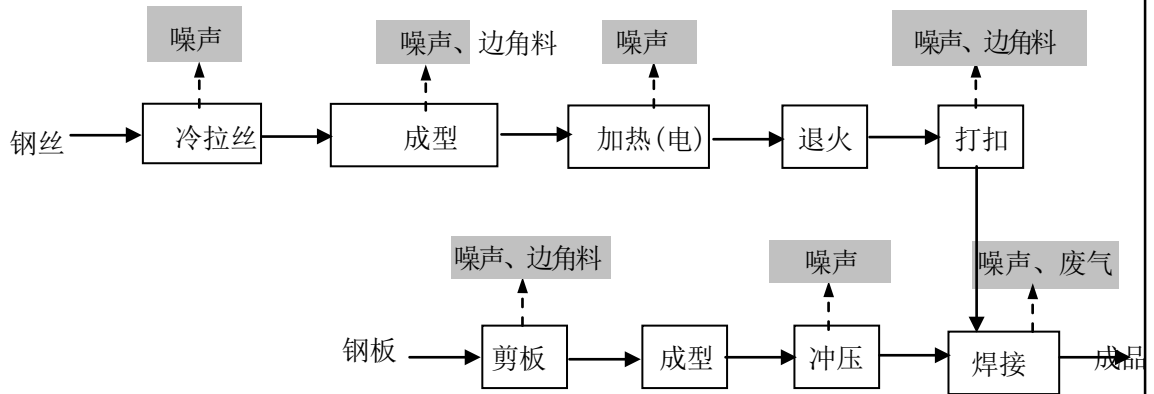 噪声
噪声、边角料
噪声
噪声、边角料
钢丝
冷拉丝
成型
加热(电)
退火
打扣
噪声、边角料
噪声
噪声、废气
钢板
剪板
成型
冲压
焊接
成品